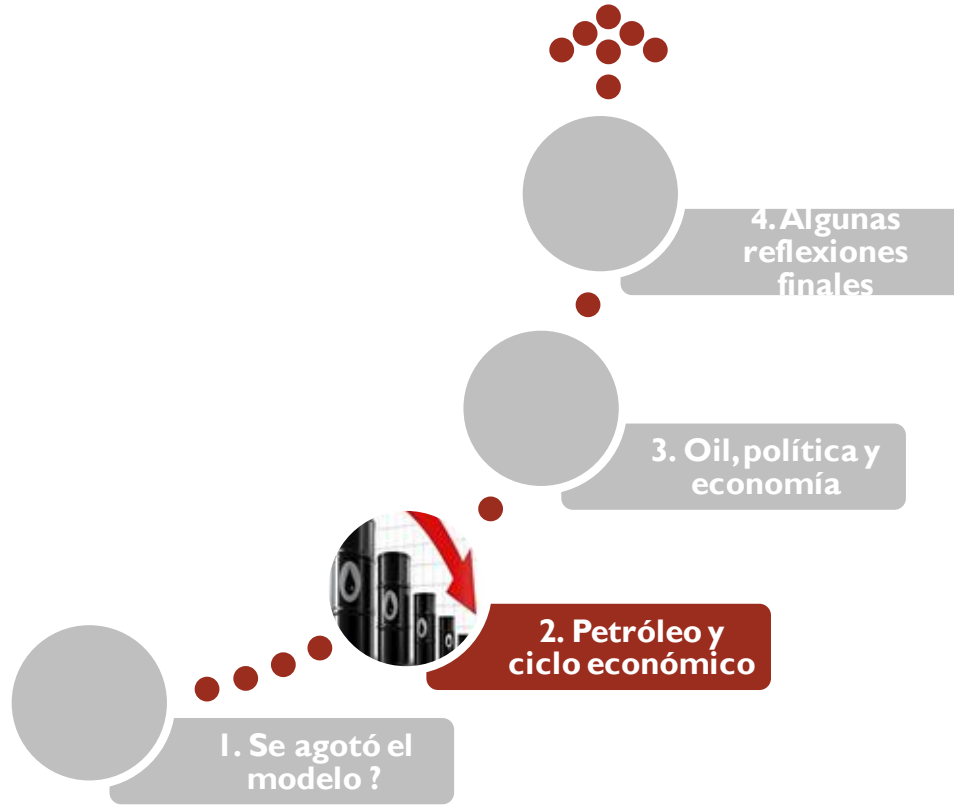 4. Algunas
reflexiones
finales
3. Oil, política y
economía
2. Petróleo y
ciclo económico
1. Se agotó el
modelo ?